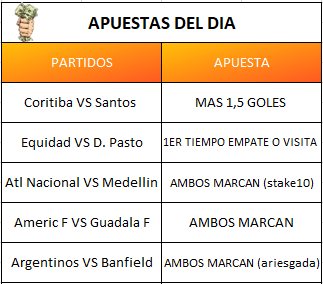 APUESTAS DEL DIA
PARTIDOS APUESTA
Coritiba VS Santos MAS 1,5 GOLES
Equidad VS D. Pasto 1ER TIEMPO EMPATE O VISITA
Atl Nacional VS Medellin AMBOS MARCAN (stake10)
Americ F VS Guadala F AMBOS MARCAN
Argentinos VS Banfield AMBOS MARCAN (ariesgada)